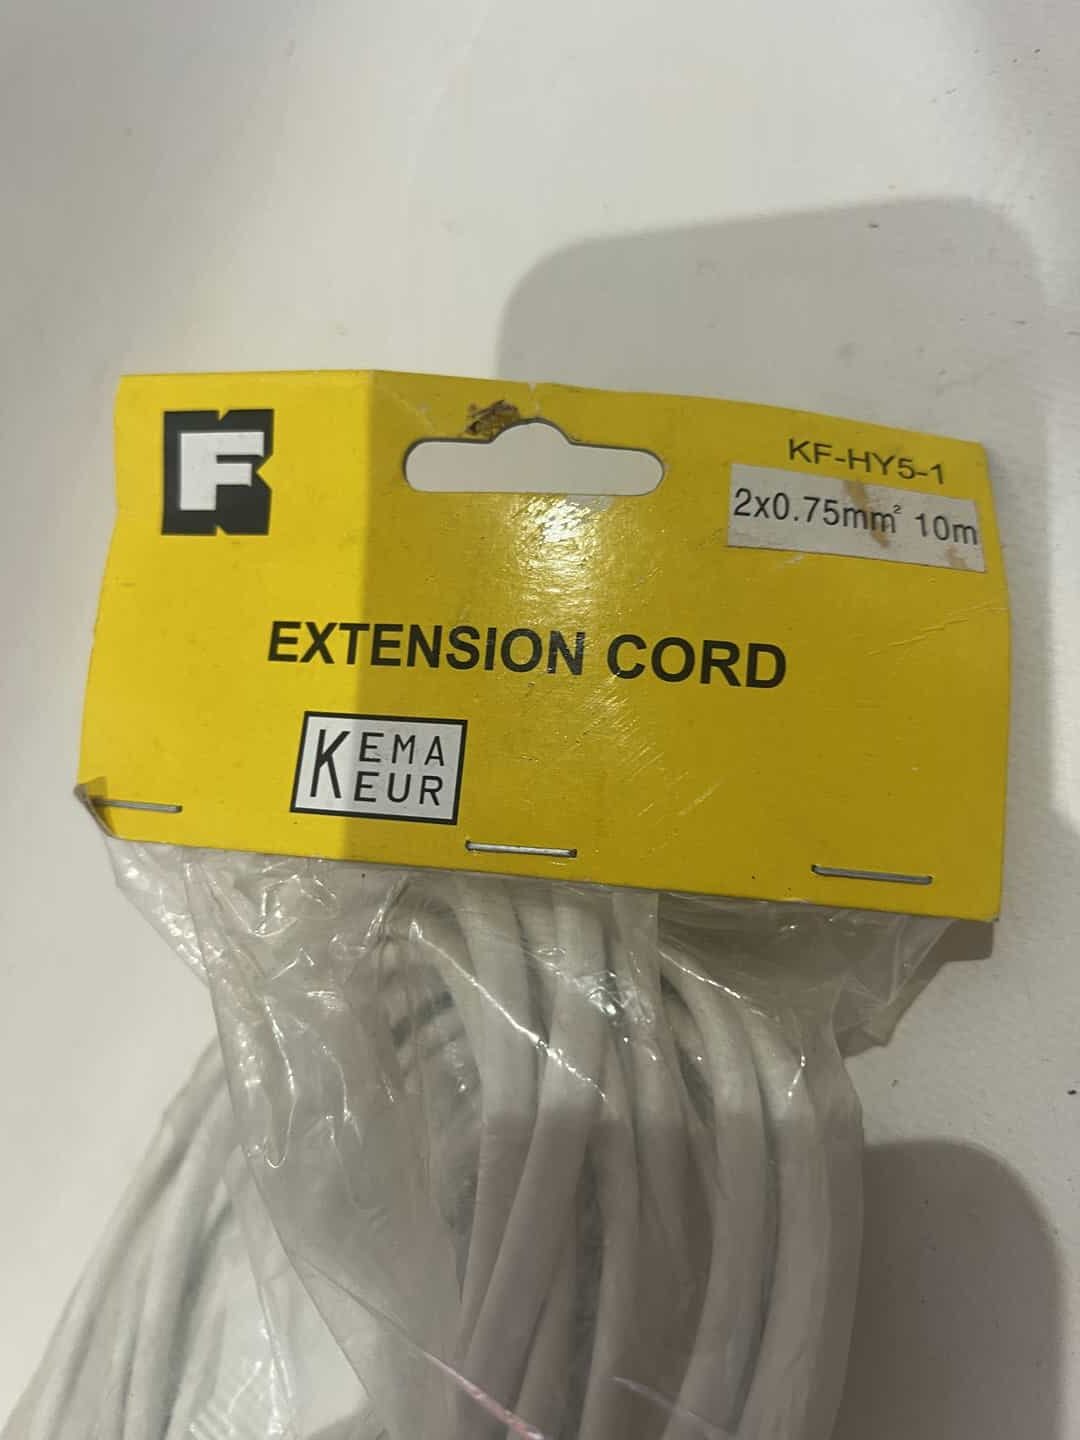 F
KF-HY5-1
2x0.75mm² 10m
EXTENSION CORD
KEMA
KEUR